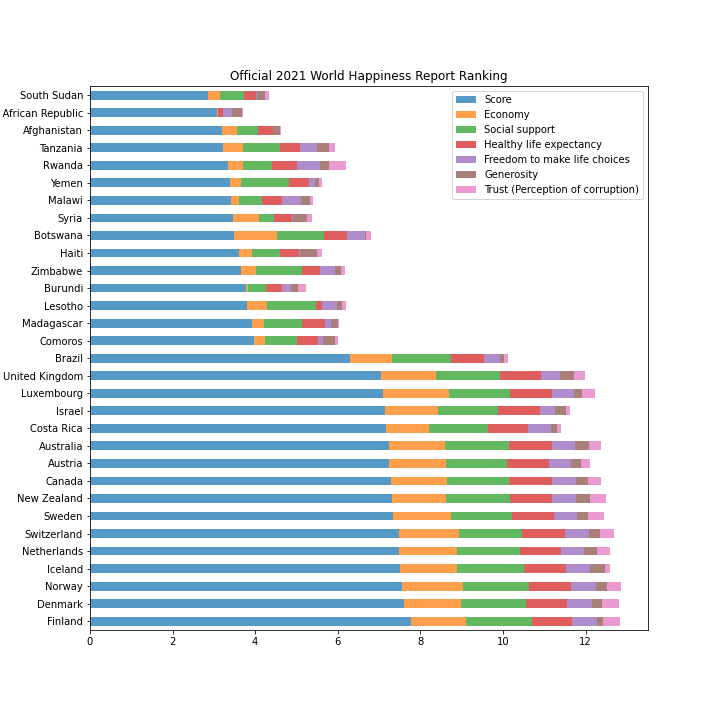 Official 2021 World Happiness Report Ranking
South Sudan
African Republic
Afghanistan
Tanzania
Rwanda
Yemen
Malawi
Syria
Botswana
Haiti
Zimbabwe
Burundi
Lesotho
Madagascar
Comoros
Brazil
United Kingdom
Luxembourg
Israel
Costa Rica
Australia
Austria
Canada
New Zealand
Sweden
Switzerland
Netherlands
Iceland
Norway
Denmark
Finland
Score
Economy
Social support
Healthy life expectancy
Freedom to make life choices
Generosity
Trust (Perception of corruption)
0 2 4 6 8 10 12